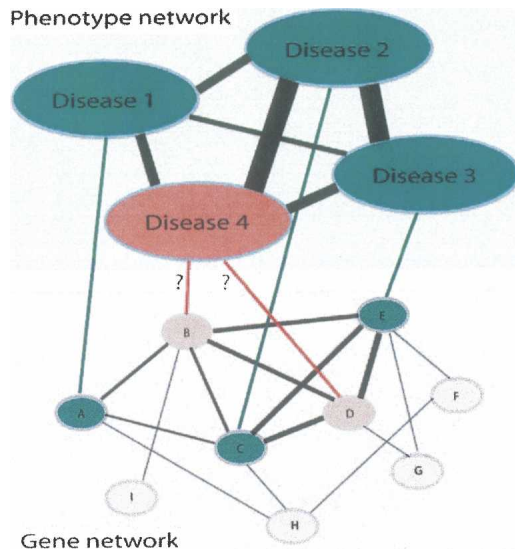 Phenotype network
Disease 2
Disease 1
Disease 3
Disease 4
?
?
E
B
F
A
D
C
G
I
H
Gene network